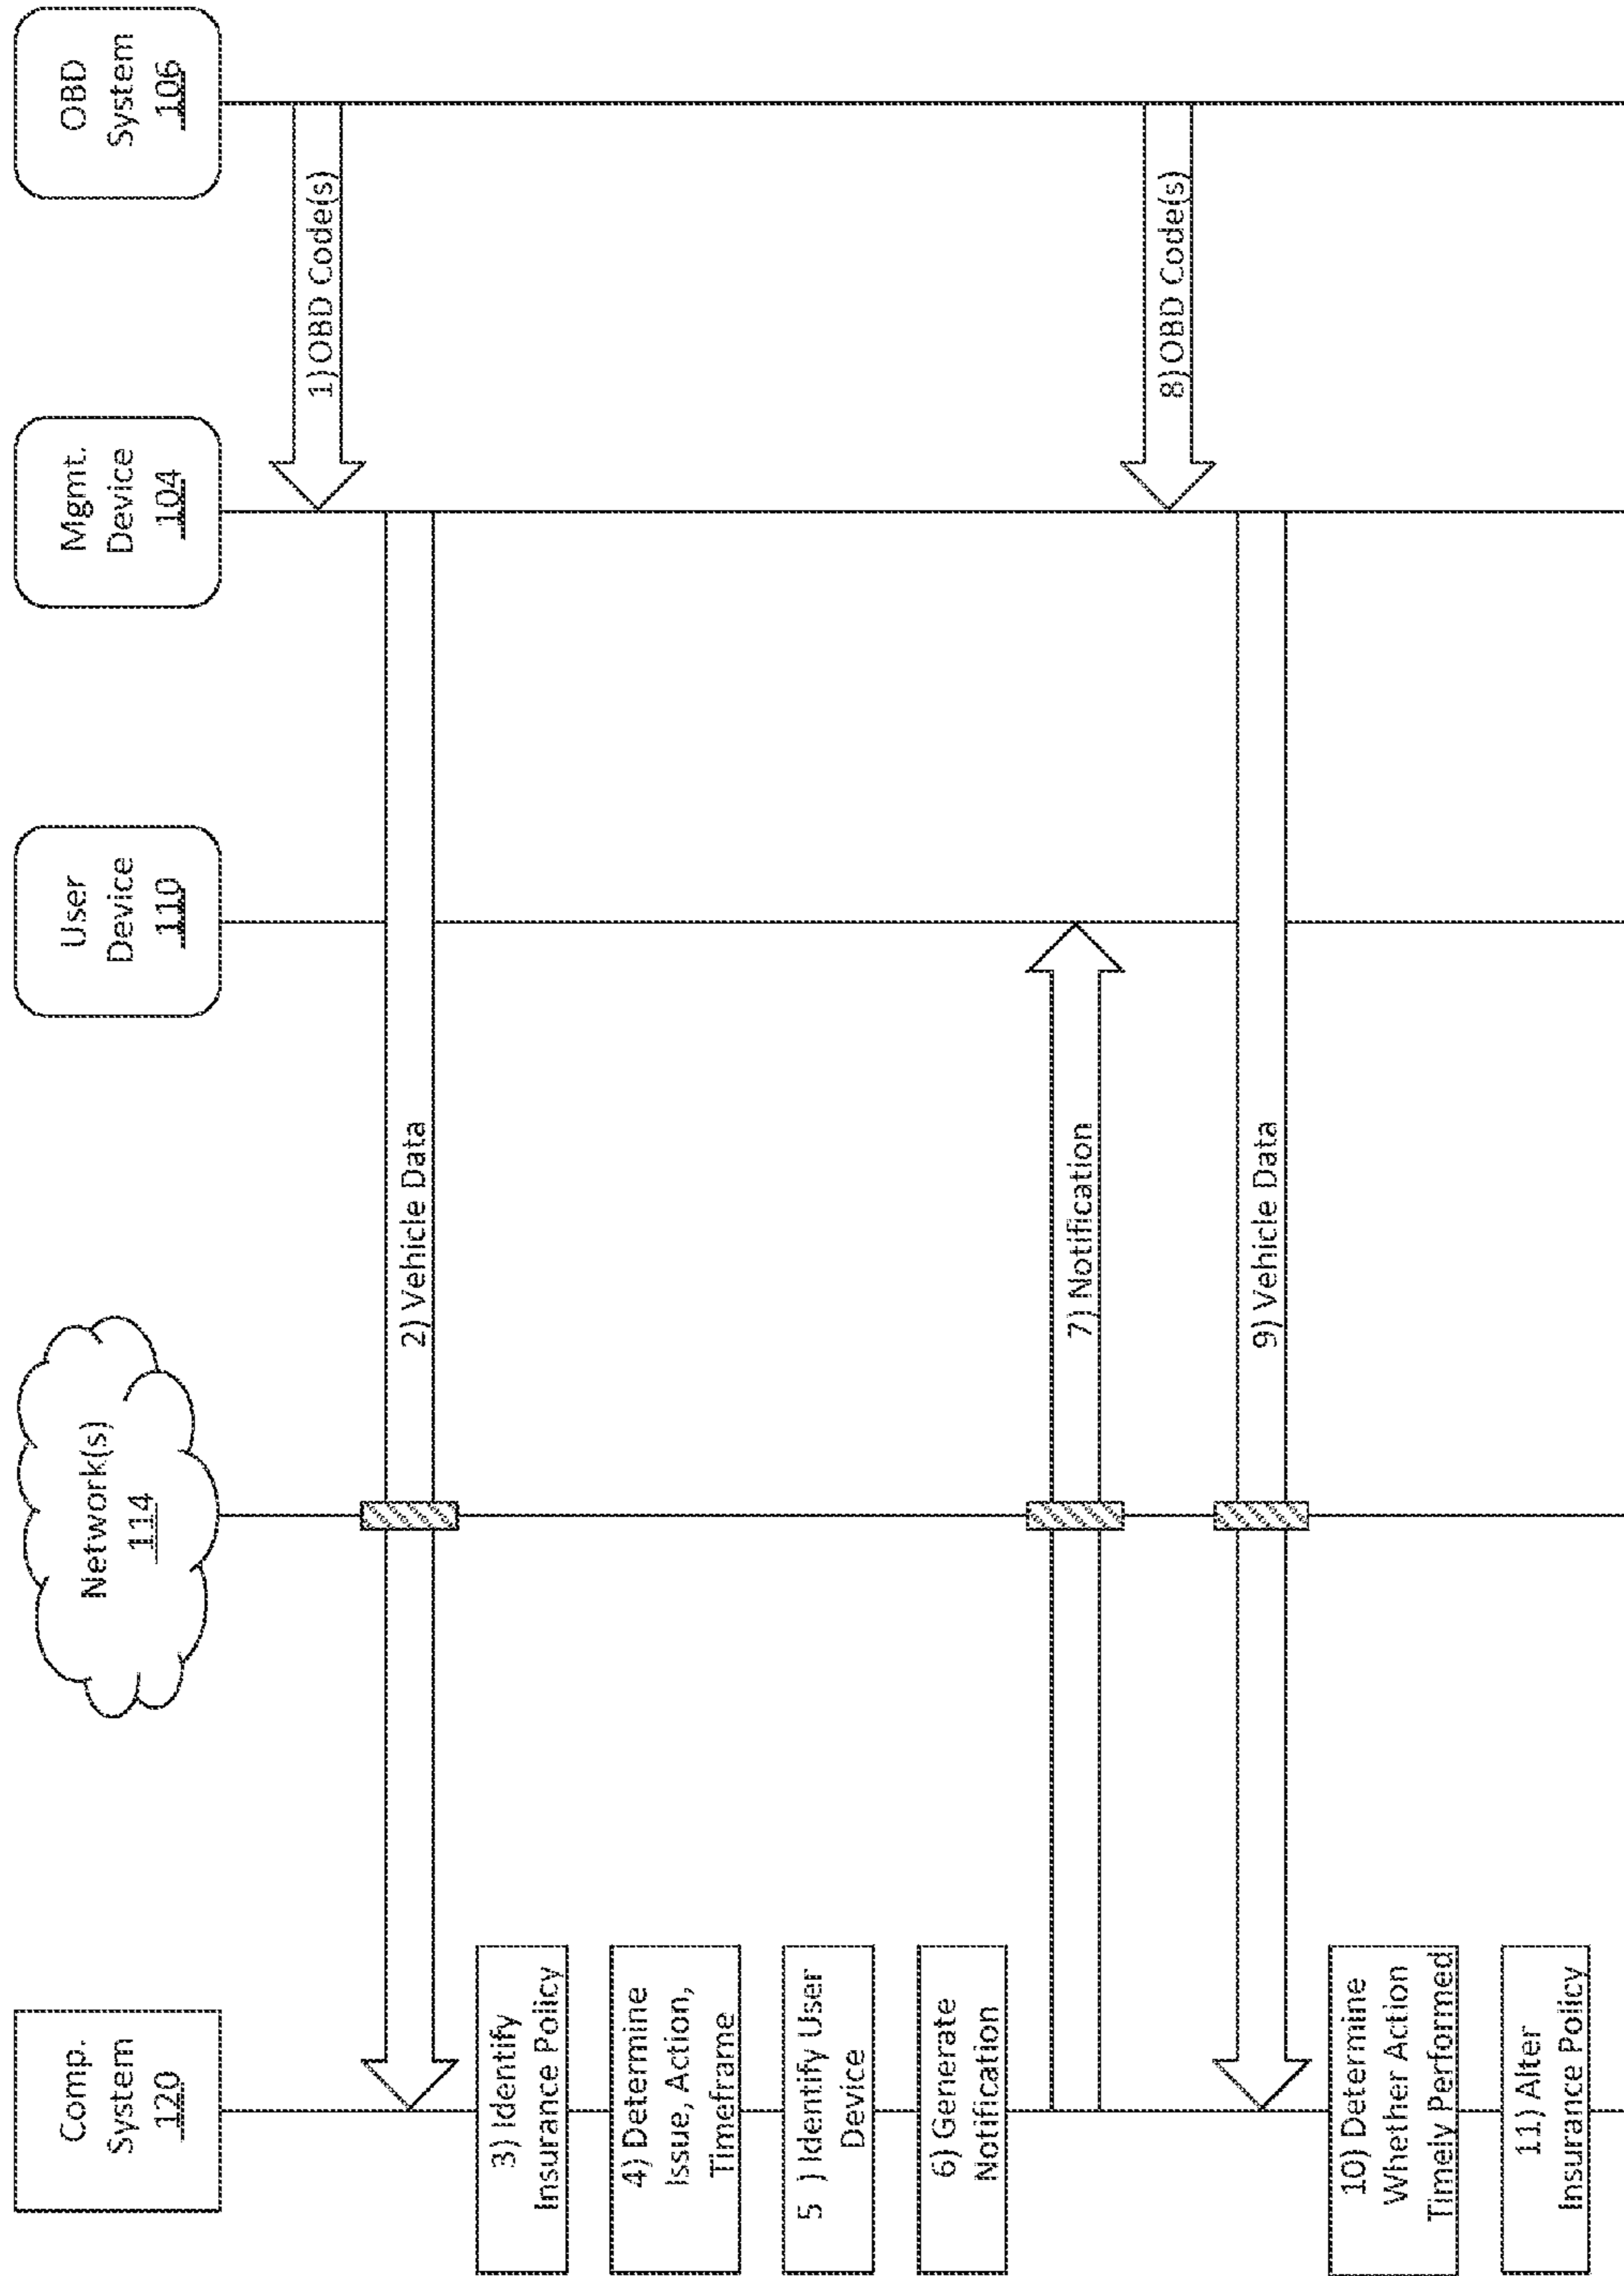 Comp.
System
120
Network(s)
114
User
Device
110
Mgmt.
Device
104
OBD
System
106
1) OBD Code(s)
2) Vehicle Data
3) Identify
Insurance Policy
4) Determine
Issue, Action,
Timeframe
5 ) Identify User
Device
6) Generate
Notification
7) Notification
8) OBD Code(s)
9) Vehicle Data
10) Determine
Whether Action
Timely Performed
11) Alter
Insurance Policy